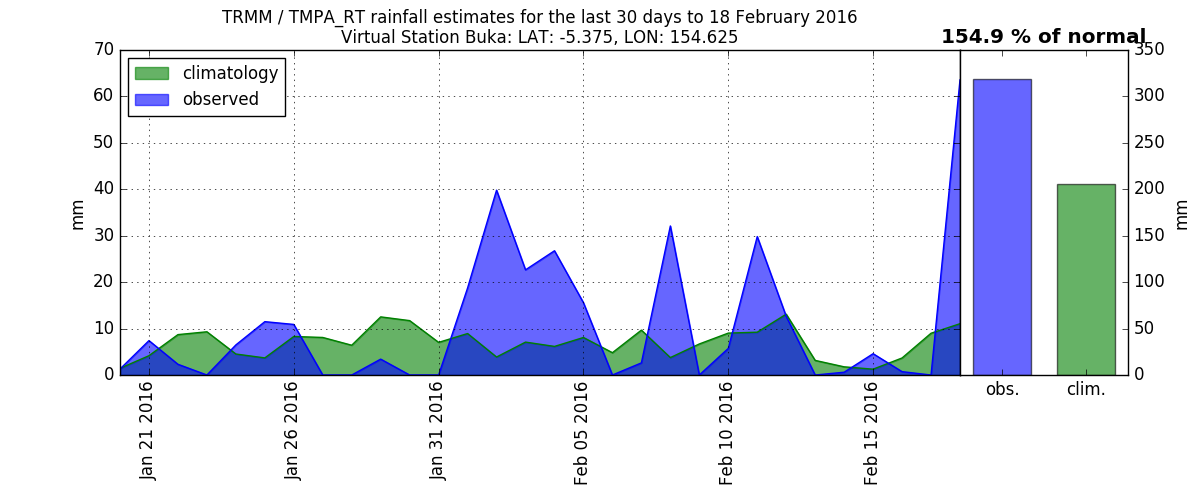 TRMM / TMPA_RT rainfall estimates for the last 30 days to 18 February 2016
Virtual Station Buka: LAT: -5.375, LON: 154.625
154.9 % of normal
climatology
observed
70
60
50
40
30
20
10
0
mm
Jan 21 2016
Jan 26 2016
Jan 31 2016
Feb 05 2016
Feb 10 2016
Feb 15 2016
obs.
clim.
350
300
250
200
150
100
50
0
mm